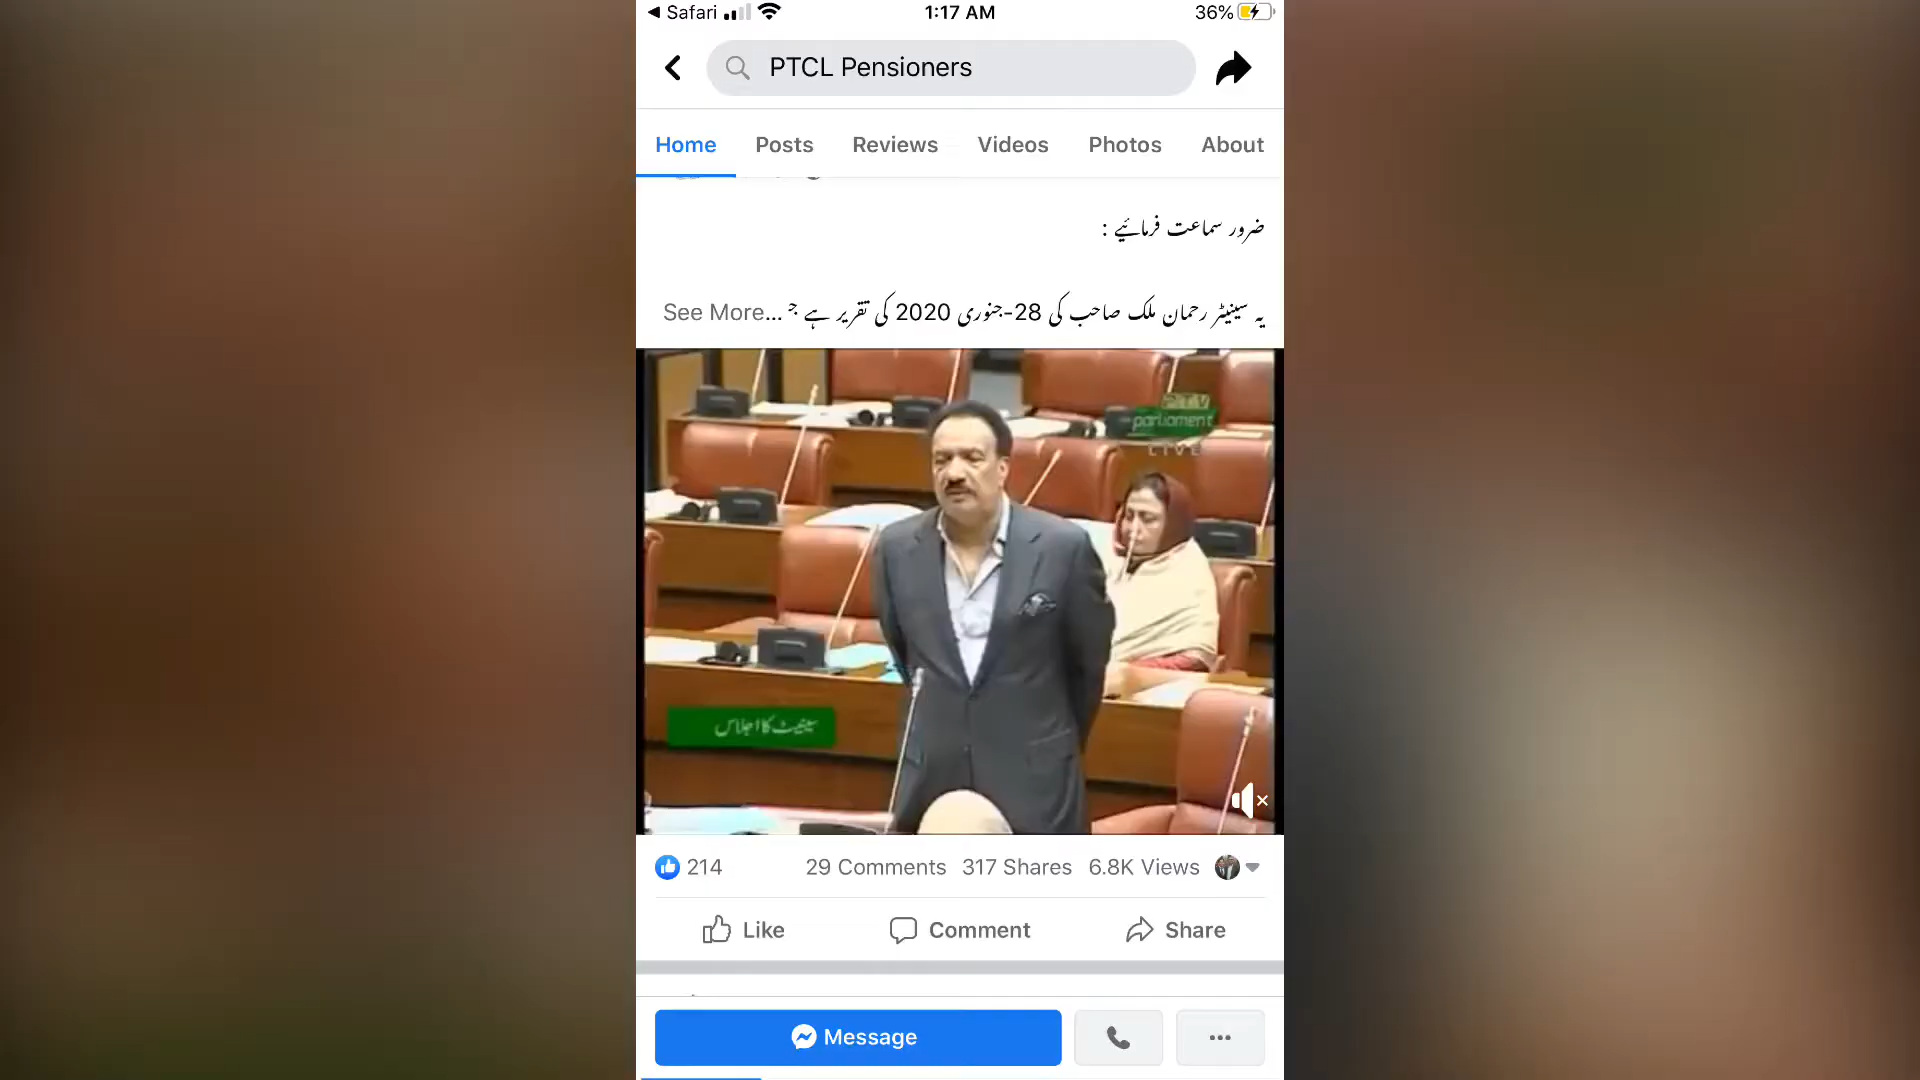 Safari
1:17 AM
36%
PTCL Pensioners
Home Posts Reviews Videos Photos About
ضرور سماعت فرمائیے :
یہ سینیٹر رحمان ملک صاحب کی 28-جنوری 2020 کی تقریر ہے ج... See More
PTV
parliament
LIVE
سینیٹ کا اجلاس
214 29 Comments 317 Shares 6.8K Views
Like Comment Share
Message